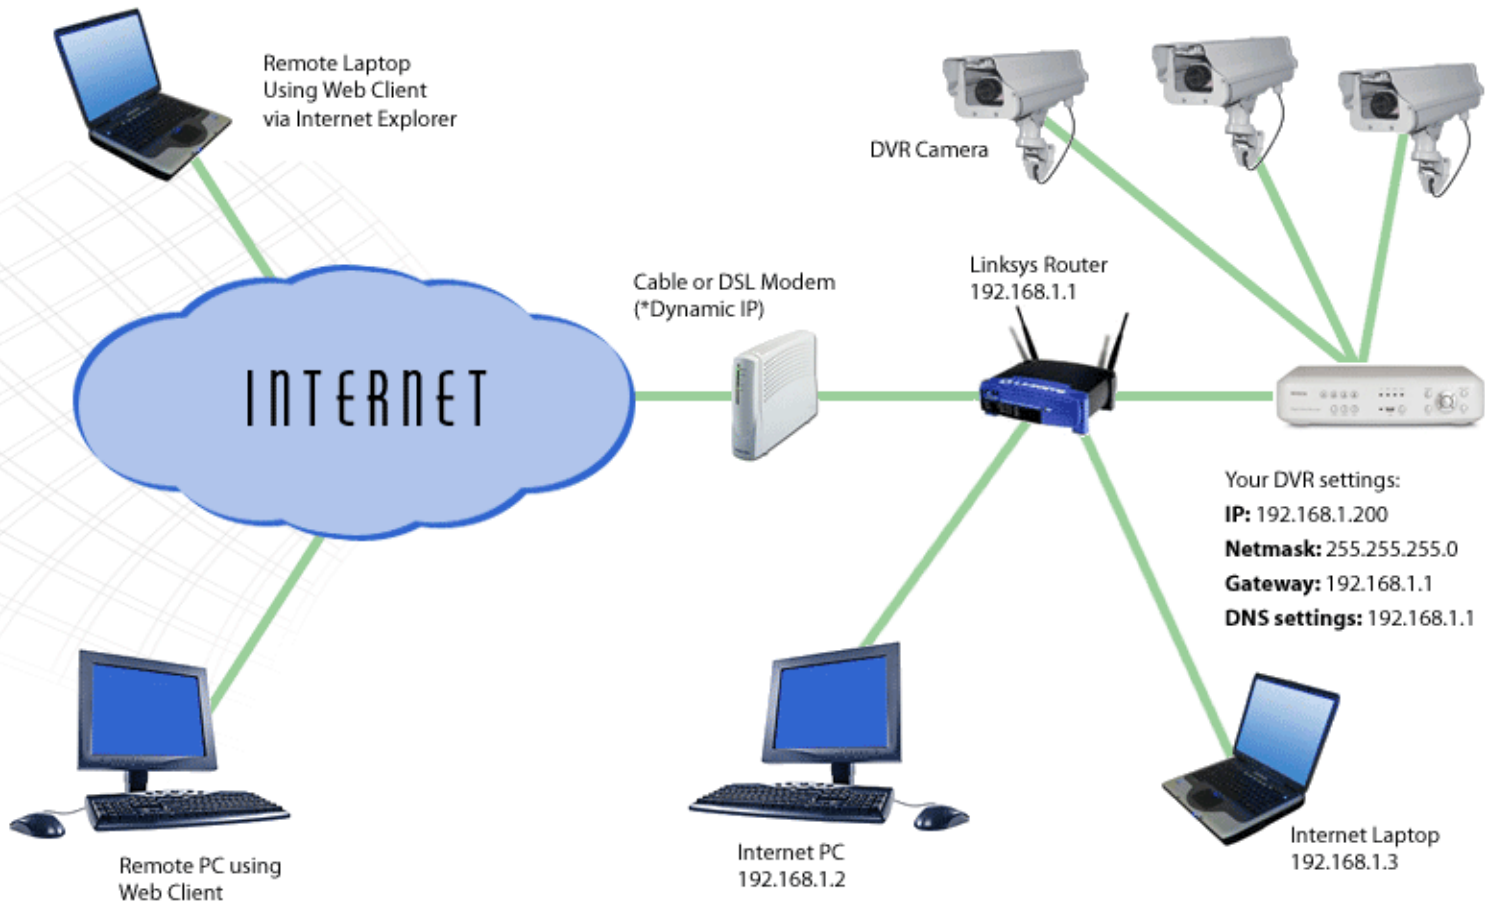 Remote Laptop
Using Web Client
via Internet Explorer
DVR Camera
Linksys Router
192.168.1.1
Cable or DSL Modem
(*Dynamic IP)
INTERNET
Your DVR settings:
IP: 192.168.1.200
Netmask: 255.255.255.0
Gateway: 192.168.1.1
DNS settings: 192.168.1.1
Internet Laptop
192.168.1.3
Internet PC
192.168.1.2
Remote PC using
Web Client